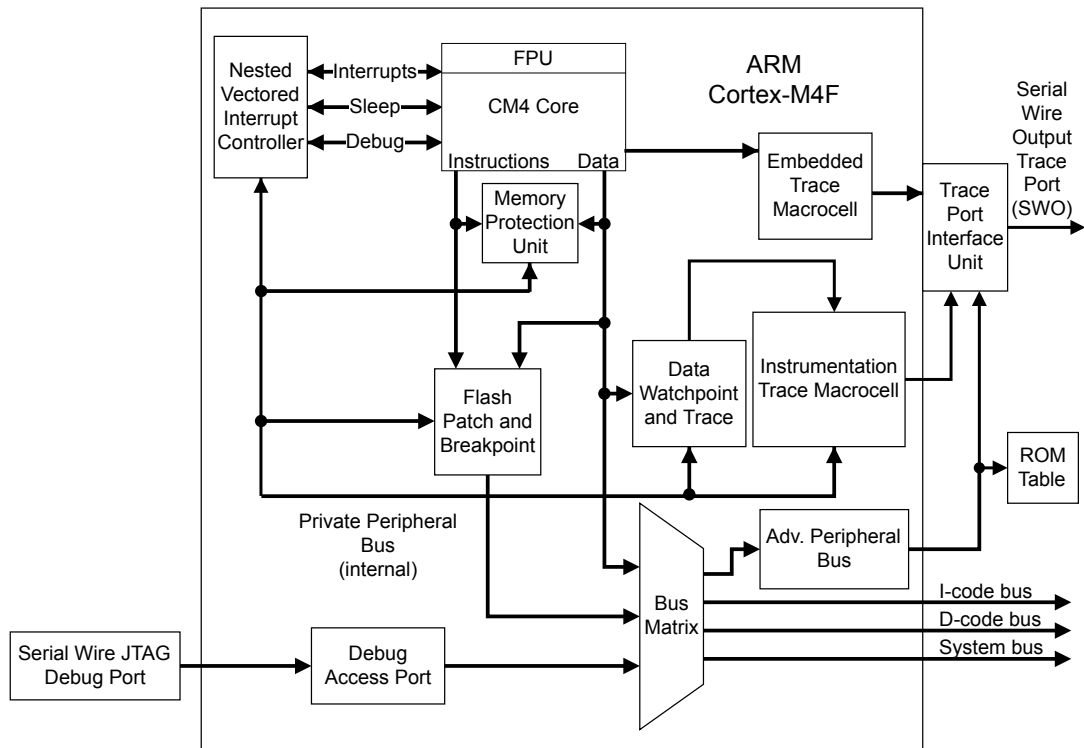 FPU
ARM
Cortex-M4F
Nested
Vectored
Interrupt
Controller
Interrupts
Sleep
Debug
CM4 Core
Instructions
Data
Memory
Protection
Unit
Embedded
Trace
Macrocell
Trace
Port
Interface
Unit
Serial
Wire
Output
Trace
Port
(SWO)
Flash
Patch and
Breakpoint
Data
Watchpoint
and Trace
Instrumentation
Trace Macrocell
ROM
Table
Private Peripheral
Bus
(internal)
Adv. Peripheral
Bus
Bus
Matrix
I-code bus
D-code bus
System bus
Serial Wire JTAG
Debug Port
Debug
Access Port